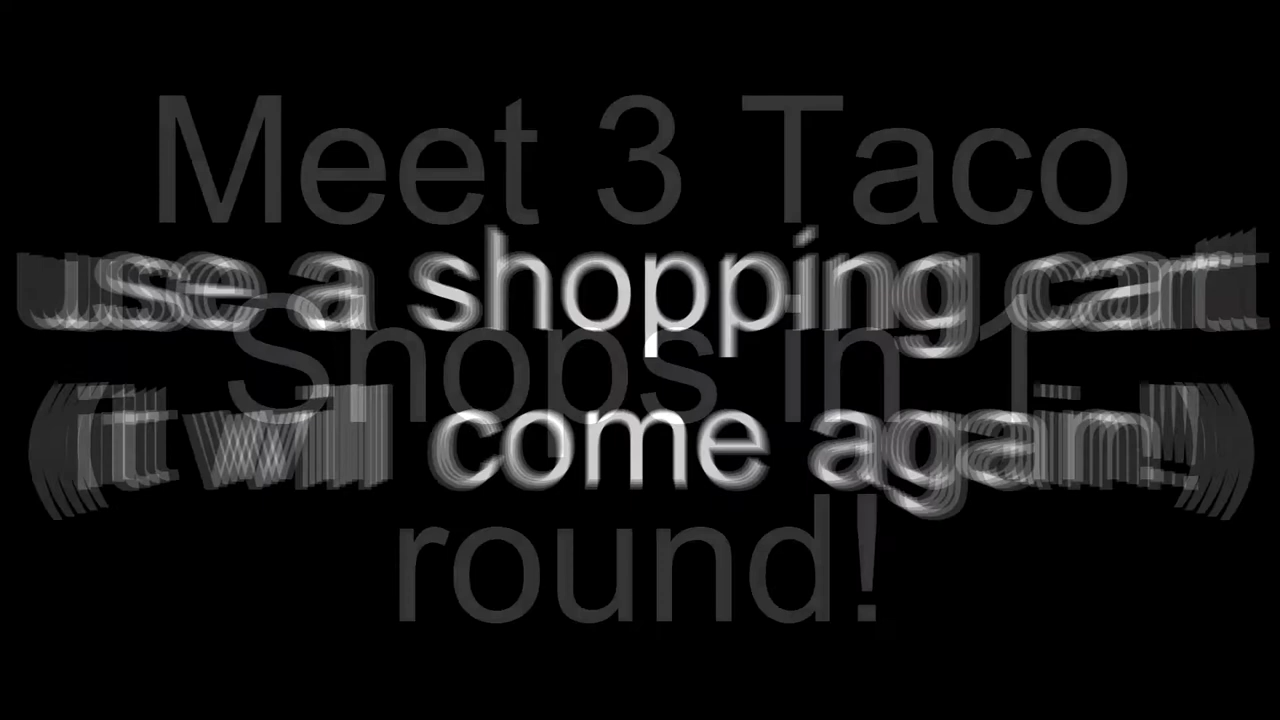 Meet 3 Taco
use a shopping cart
Shops in 1
(it will come again!)
round!